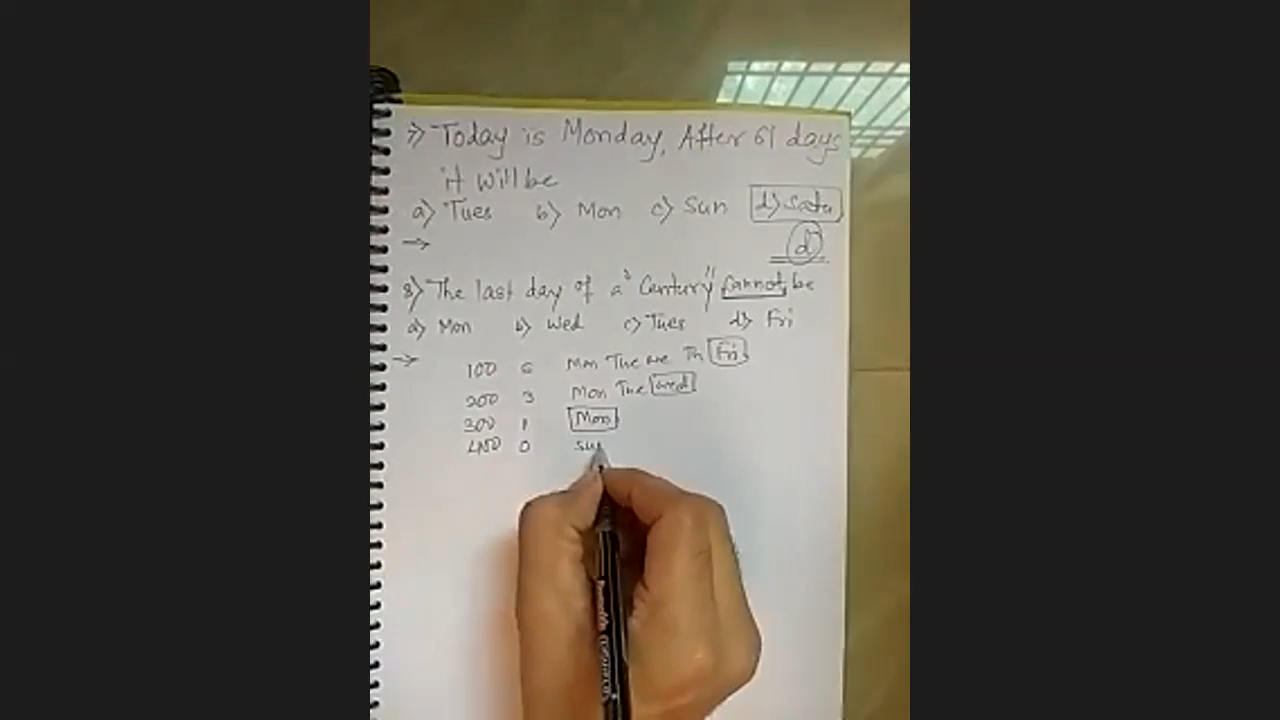 7) Today is Monday, After 61 days
it will be
a) Tues b) Mon c) Sun d) Satu
→ d
8) The last day of a "Century" cannot be
a) Mon b) Wed c) Tues d) Fri
→ 100 Mon Tue we Th Fri
200 3 Mon Tue wed
300 1 Mon
400 0 sun